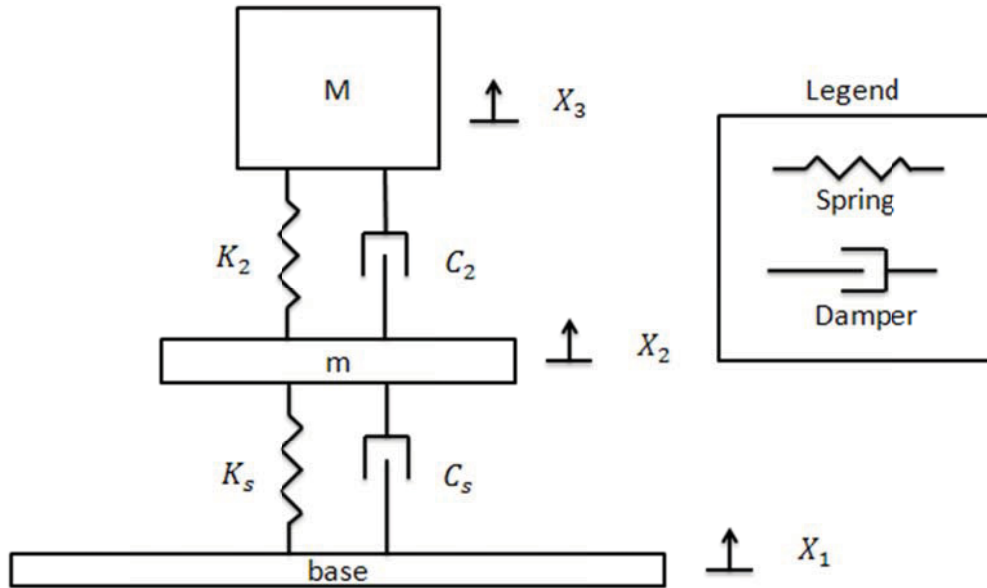 M
X₃
Legend
Spring
K₂
C₂
Damper
m
X₂
Kₛ
Cₛ
base
X₁